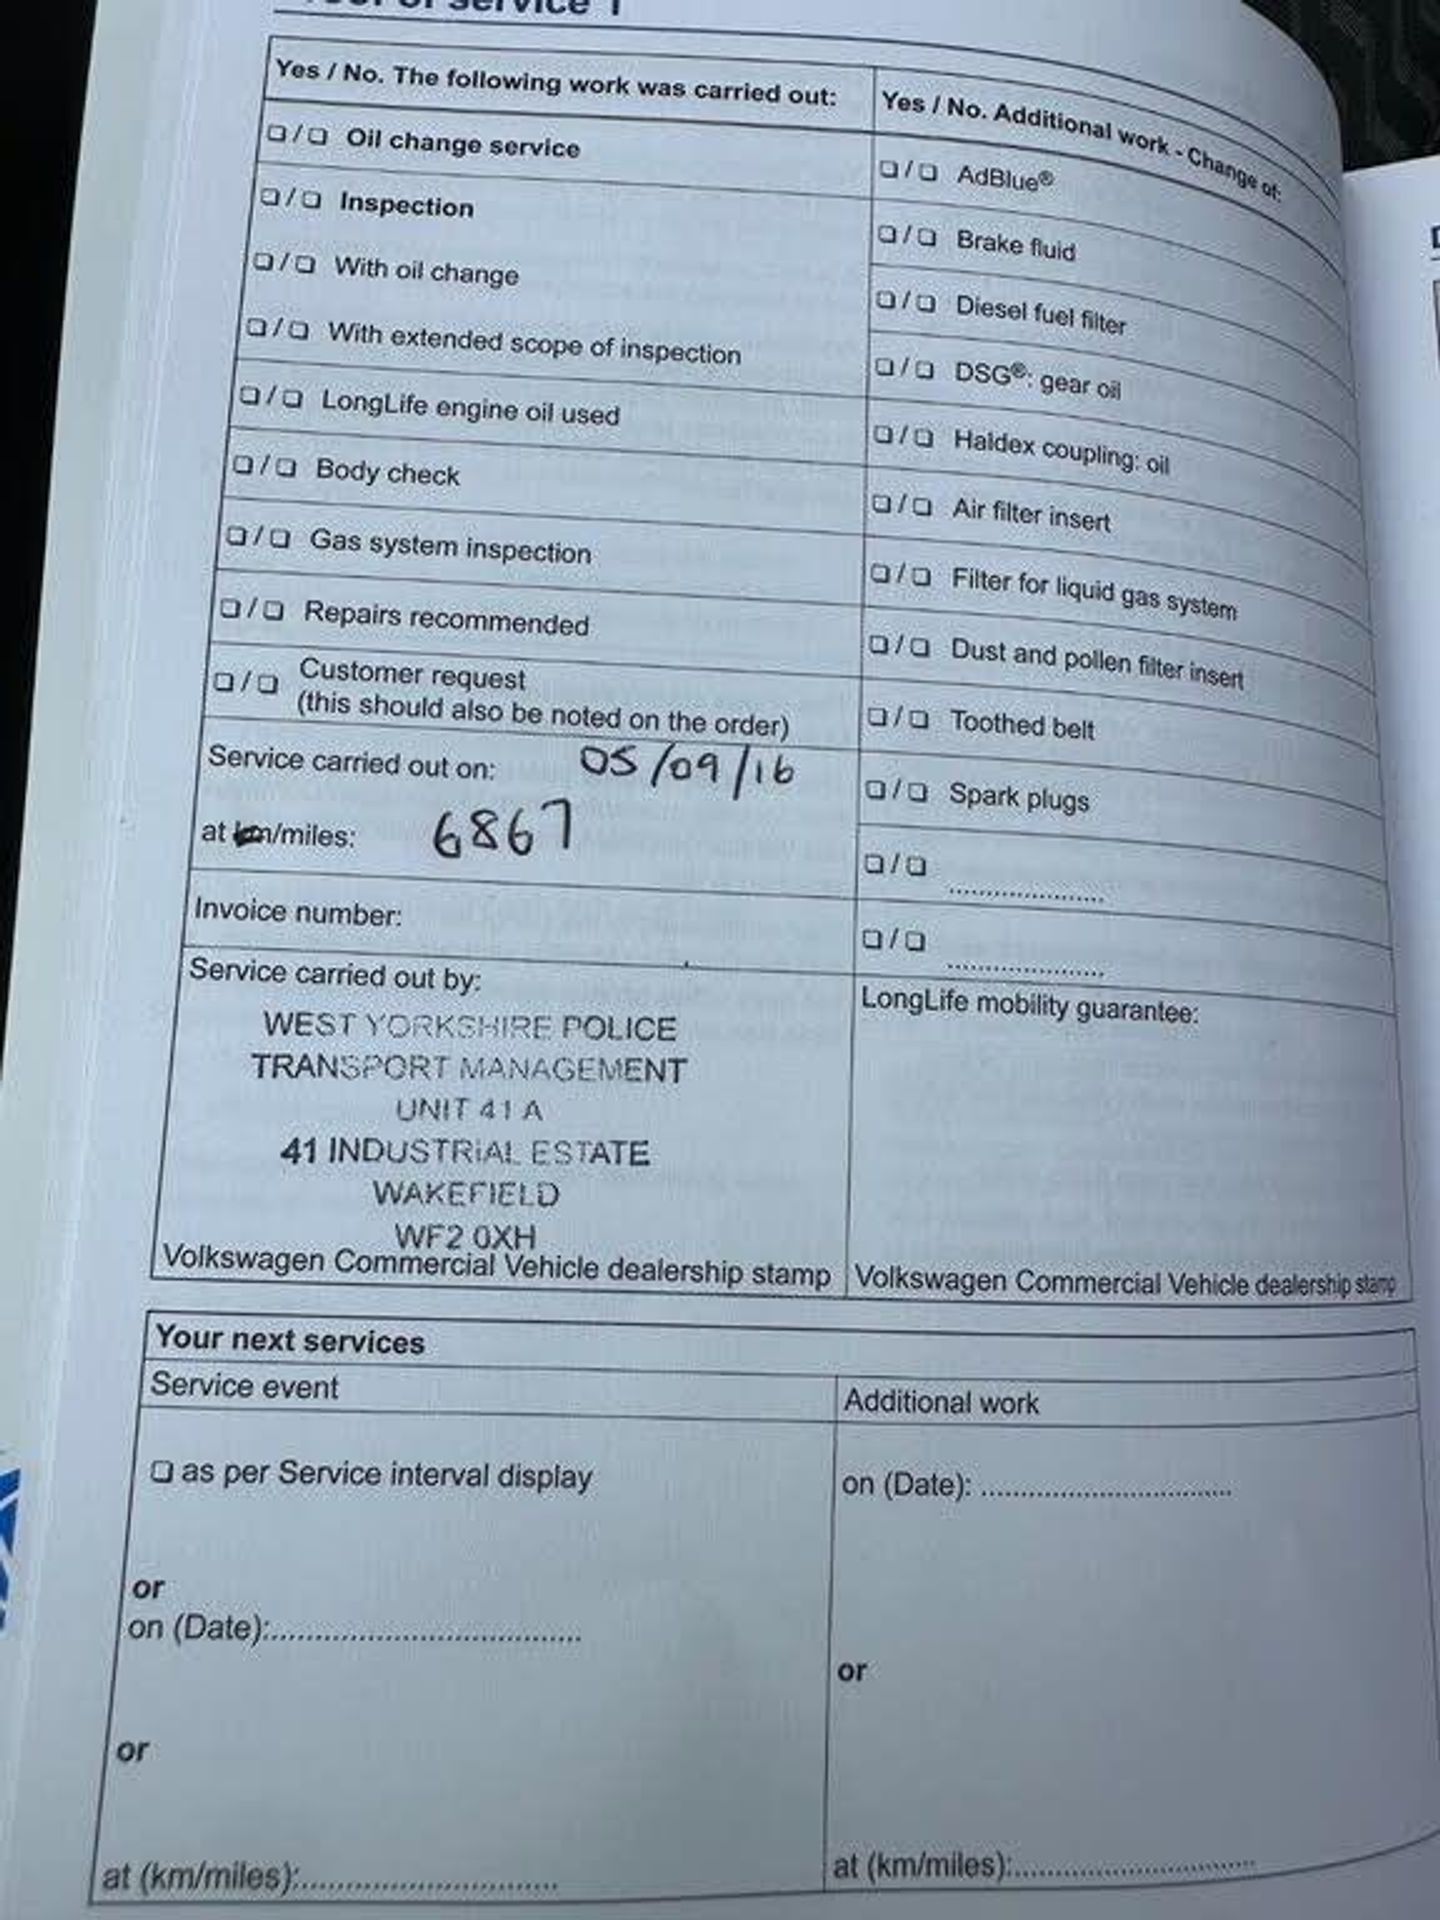 of service 1
Yes / No. The following work was carried out:
❑ / ❑ Oil change service
❑ / ❑ Inspection
❑ / ❑ With oil change
❑ / ❑ With extended scope of inspection
❑ / ❑ LongLife engine oil used
❑ / ❑ Body check
❑ / ❑ Gas system inspection
❑ / ❑ Repairs recommended
❑ / ❑ Customer request
(this should also be noted on the order)
Service carried out on: 05/09/16
at km/miles: 6867
Invoice number:
Service carried out by:
WEST YORKSHIRE POLICE
TRANSPORT MANAGEMENT
UNIT 41 A
41 INDUSTRIAL ESTATE
WAKEFIELD
WF2 0XH
Volkswagen Commercial Vehicle dealership stamp
Yes / No. Additional work - Change of:
❑ / ❑ AdBlue®
❑ / ❑ Brake fluid
❑ / ❑ Diesel fuel filter
❑ / ❑ DSG®: gear oil
❑ / ❑ Haldex coupling: oil
❑ / ❑ Air filter insert
❑ / ❑ Filter for liquid gas system
❑ / ❑ Dust and pollen filter insert
❑ / ❑ Toothed belt
❑ / ❑ Spark plugs
❑ / ❑ ......................
❑ / ❑ ......................
LongLife mobility guarantee:
Volkswagen Commercial Vehicle dealership stamp
Your next services
Service event
❑ as per Service interval display
or
on (Date):....................................
or
at (km/miles):..............................
Additional work
on (Date): ..............................
or
at (km/miles):............................